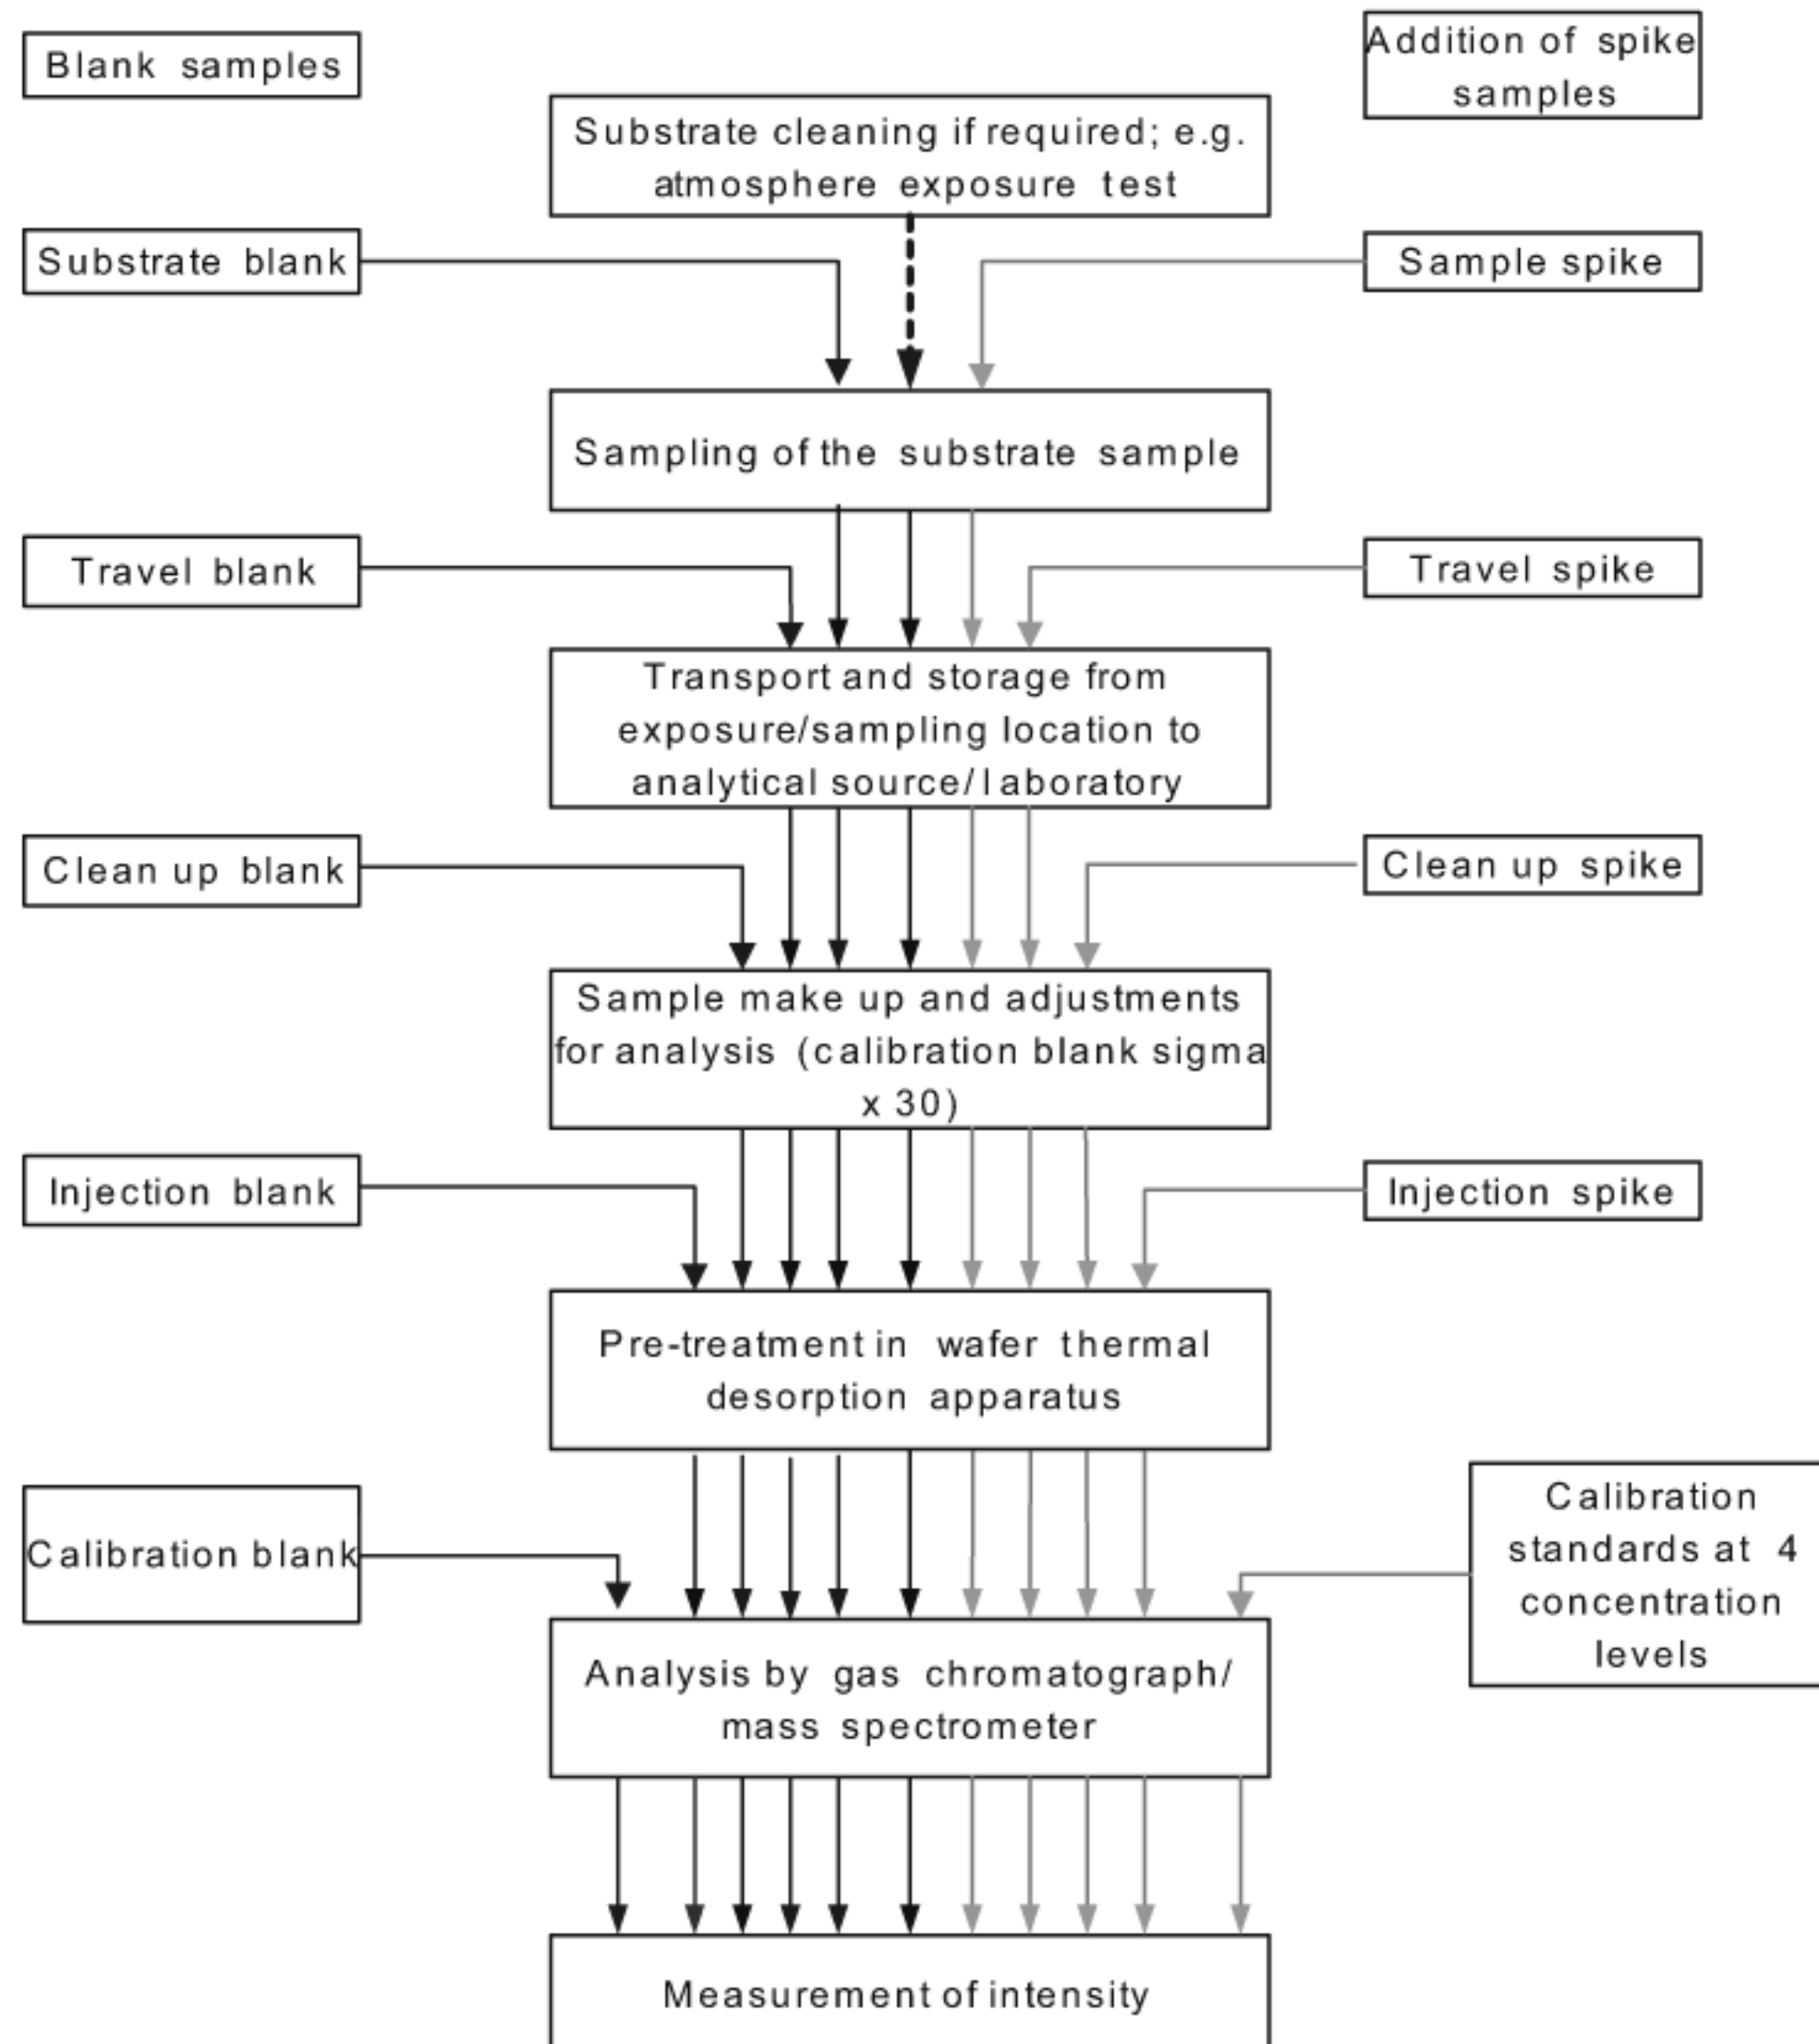 Blank samples
Addition of spike
samples
Substrate cleaning if required; e.g.
atmosphere exposure test
Substrate blank
Sample spike
Sampling of the substrate sample
Travel blank
Travel spike
Transport and storage from
exposure/sampling location to
analytical source/laboratory
Clean up blank
Clean up spike
Sample make up and adjustments
for analysis (calibration blank sigma
x 30)
Injection blank
Injection spike
Pre-treatment in wafer thermal
desorption apparatus
Calibration blank
Calibration
standards at 4
concentration
levels
Analysis by gas chromatograph/
mass spectrometer
Measurement of intensity